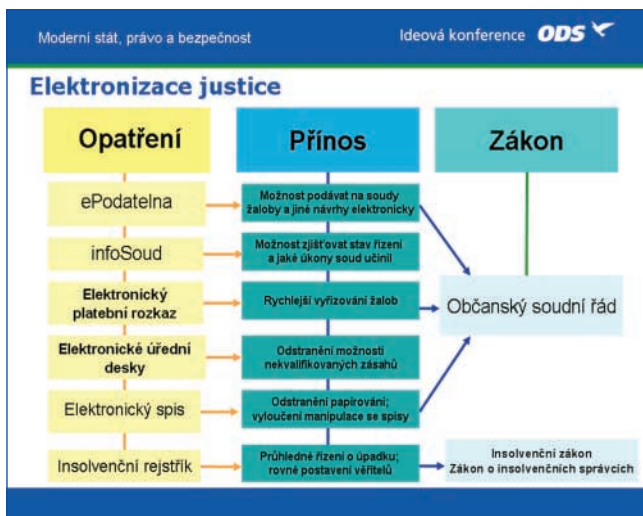 Moderní stát, právo a bezpečnost
Ideová konference ODS
Elektronizace justice
Opatření
Přínos
Zákon
ePodatelna
Možnost podávat na soudy
žaloby a jiné návrhy elektronicky
infoSoud
Možnost zjišťovat stav řízení
a jaké úkony soud učinil
Elektronický
platební rozkaz
Rychlejší vyřizování žalob
Občanský soudní řád
Elektronické úřední
desky
Odstranění možnosti
nekvalifikovaných zásahů
Elektronický spis
Odstranění papírování;
vyloučení manipulace se spisy
Insolvenční rejstřík
Průhledné řízení o úpadku;
rovné postavení věřitelů
Insolvenční zákon
Zákon o insolvenčních správcích